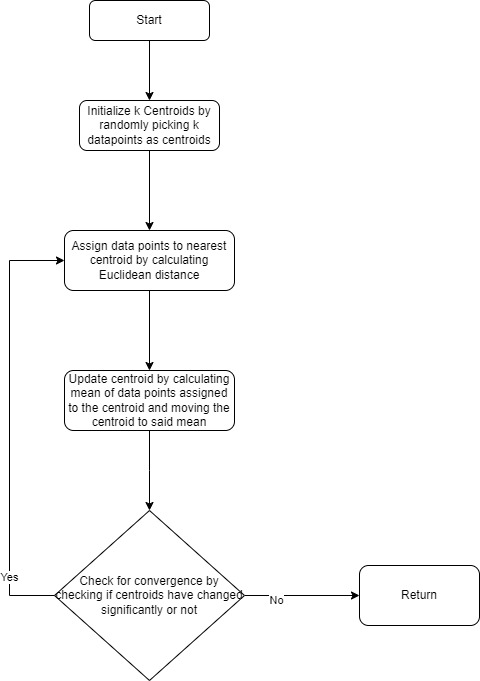 Start
Initialize k Centroids by
randomly picking k
datapoints as centroids
Assign data points to nearest
centroid by calculating
Euclidean distance
Update centroid by calculating
mean of data points assigned
to the centroid and moving the
centroid to said mean
Yes
Check for convergence by
checking if centroids have changed
significantly or not
No
Return